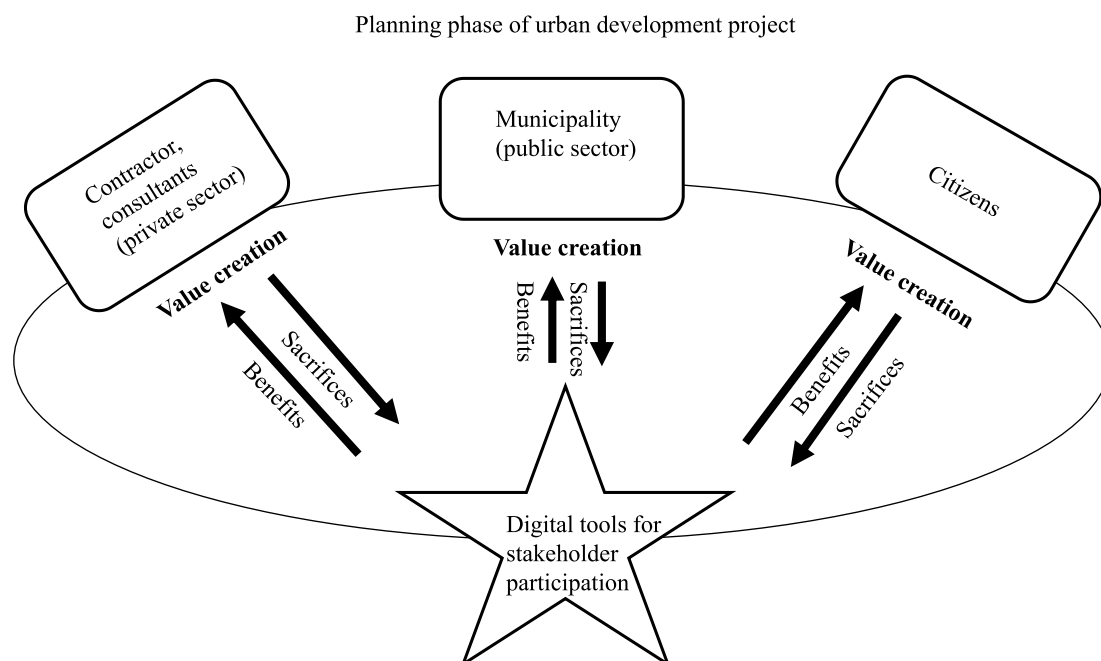 Planning phase of urban development project
Contractor,
consultants
(private sector)
Municipality
(public sector)
Citizens
Value creation
Value creation
Value creation
Sacrifices
Benefits
Benefits
Sacrifices
Benefits
Sacrifices
Digital tools for
stakeholder
participation